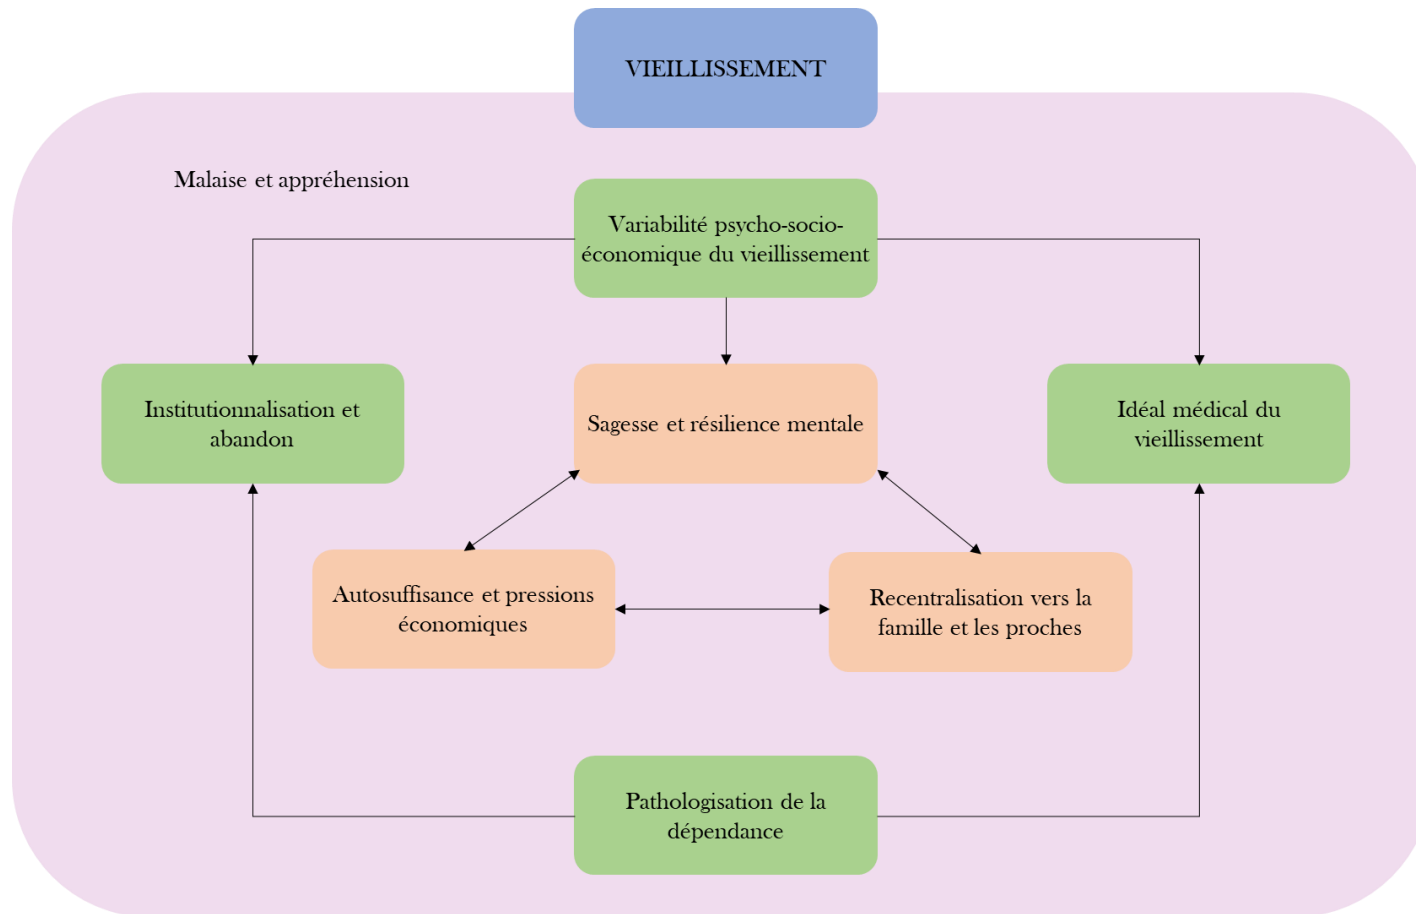 VIEILLISSEMENT
Malaise et appréhension
Variabilité psycho-socio-
économique du vieillissement
Institutionnalisation et
abandon
Sagesse et résilience mentale
Idéal médical du
vieillissement
Autosuffisance et pressions
économiques
Recentralisation vers la
famille et les proches
Pathologisation de la
dépendance